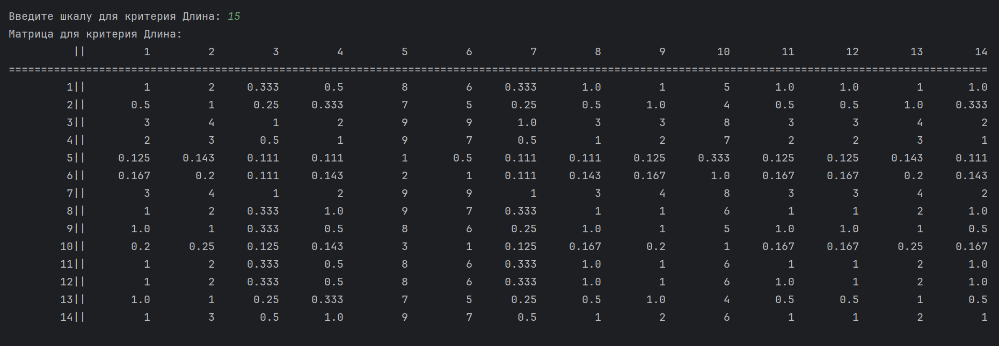 Введите шкалу для критерия Длина: 15
Матрица для критерия Длина:
|| 1 2 3 4 5 6 7 8 9 10 11 12 13 14
========================================================================================================================================================
1|| 1 2 0.333 0.5 8 6 0.333 1.0 1 5 1.0 1.0 1 1.0
2|| 0.5 1 0.25 0.333 7 5 0.25 0.5 1.0 4 0.5 0.5 1.0 0.333
3|| 3 4 1 2 9 9 1.0 3 3 8 3 3 4 2
4|| 2 3 0.5 1 9 7 0.5 1 2 7 2 2 3 1
5|| 0.125 0.143 0.111 0.111 1 0.5 0.111 0.111 0.125 0.333 0.125 0.125 0.143 0.111
6|| 0.167 0.2 0.111 0.143 2 1 0.111 0.143 0.167 1.0 0.167 0.167 0.2 0.143
7|| 3 4 1 2 9 9 1 3 4 8 3 3 4 2
8|| 1 2 0.333 1.0 9 7 0.333 1 1 6 1 1 2 1.0
9|| 1.0 1 0.333 0.5 8 6 0.25 1.0 1 5 1.0 1.0 1 0.5
10|| 0.2 0.25 0.125 0.143 3 1 0.125 0.167 0.2 1 0.167 0.167 0.25 0.167
11|| 1 2 0.333 0.5 8 6 0.333 1.0 1 6 1 1 2 1.0
12|| 1 2 0.333 0.5 8 6 0.333 1.0 1 6 1.0 1 2 1.0
13|| 1.0 1 0.25 0.333 7 5 0.25 0.5 1.0 4 0.5 0.5 1 0.5
14|| 1 3 0.5 1.0 9 7 0.5 1 2 6 1 1 2 1